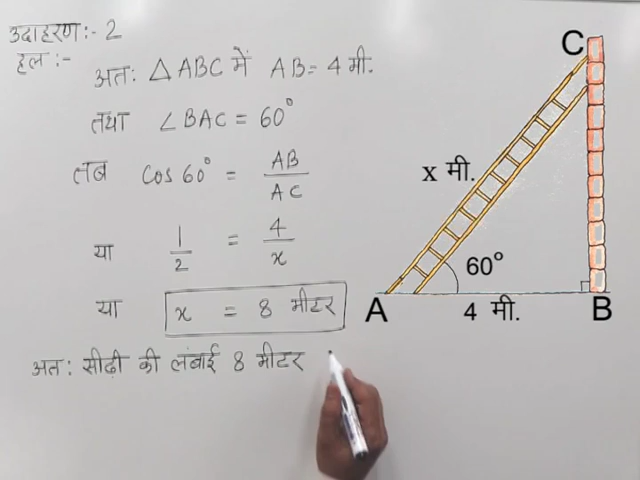 उदाहरण:- 2
हल:-
अत: △ABC में AB = 4 मी.
तथा ∠BAC = 60°
तब Cos 60° = AB/AC
या 1/2 = 4/x
या x = 8 मीटर
अत: सीढ़ी की लंबाई 8 मीटर
C
x मी.
60°
A
4 मी.
B